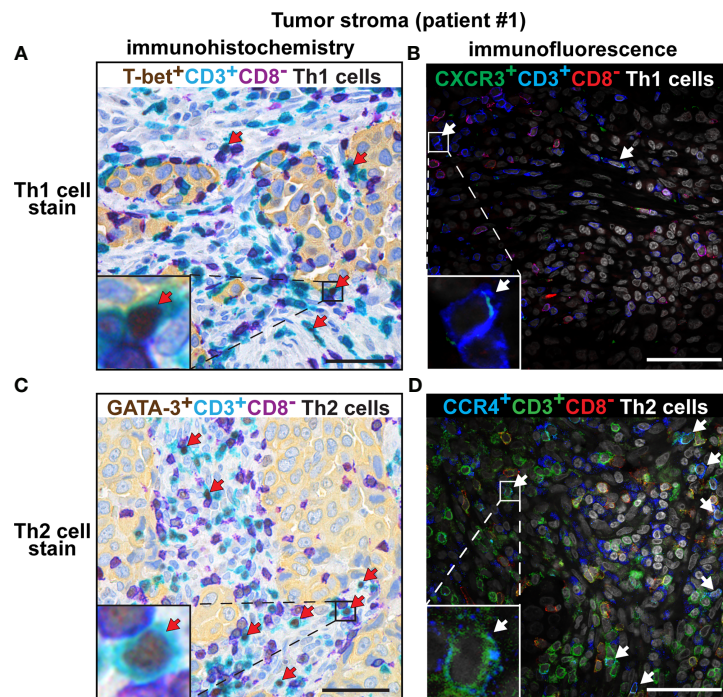 Tumor stroma (patient #1)
A immunohistochemistry
T-bet⁺CD3⁺CD8⁻ Th1 cells
Th1 cell
stain
B immunofluorescence
CXCR3⁺CD3⁺CD8⁻ Th1 cells
C
GATA-3⁺CD3⁺CD8⁻ Th2 cells
Th2 cell
stain
D
CCR4⁺CD3⁺CD8⁻ Th2 cells